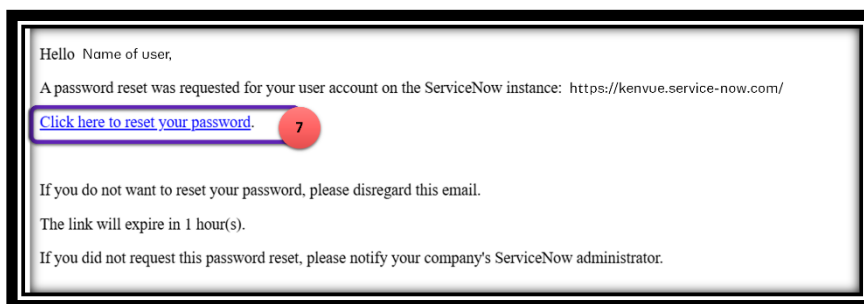 Hello Name of user,
A password reset was requested for your user account on the ServiceNow instance: https://kenvue.service-now.com/
Click here to reset your password.
7
If you do not want to reset your password, please disregard this email.
The link will expire in 1 hour(s).
If you did not request this password reset, please notify your company's ServiceNow administrator.